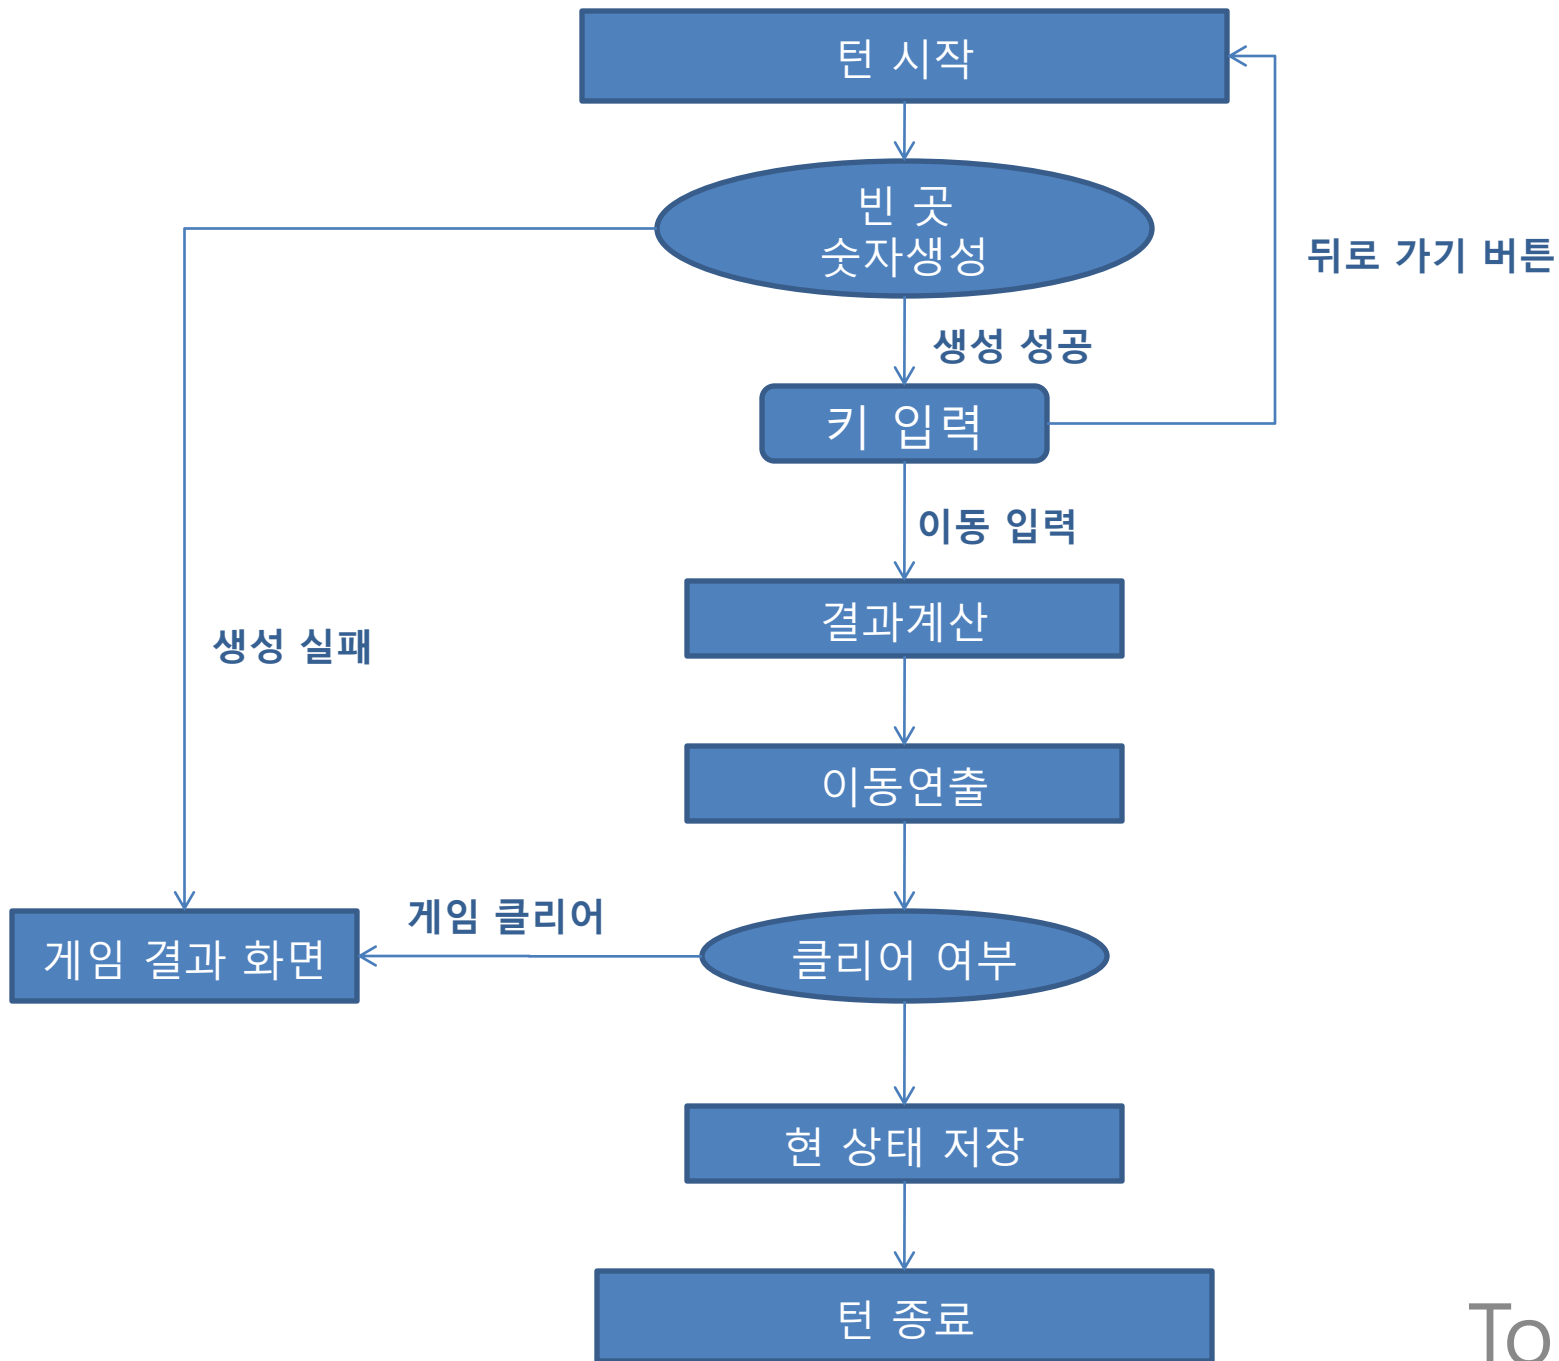 턴 시작
빈 곳
숫자생성
뒤로 가기 버튼
생성 성공
키 입력
이동 입력
결과계산
생성 실패
이동연출
게임 클리어
게임 결과 화면
클리어 여부
현 상태 저장
턴 종료
To